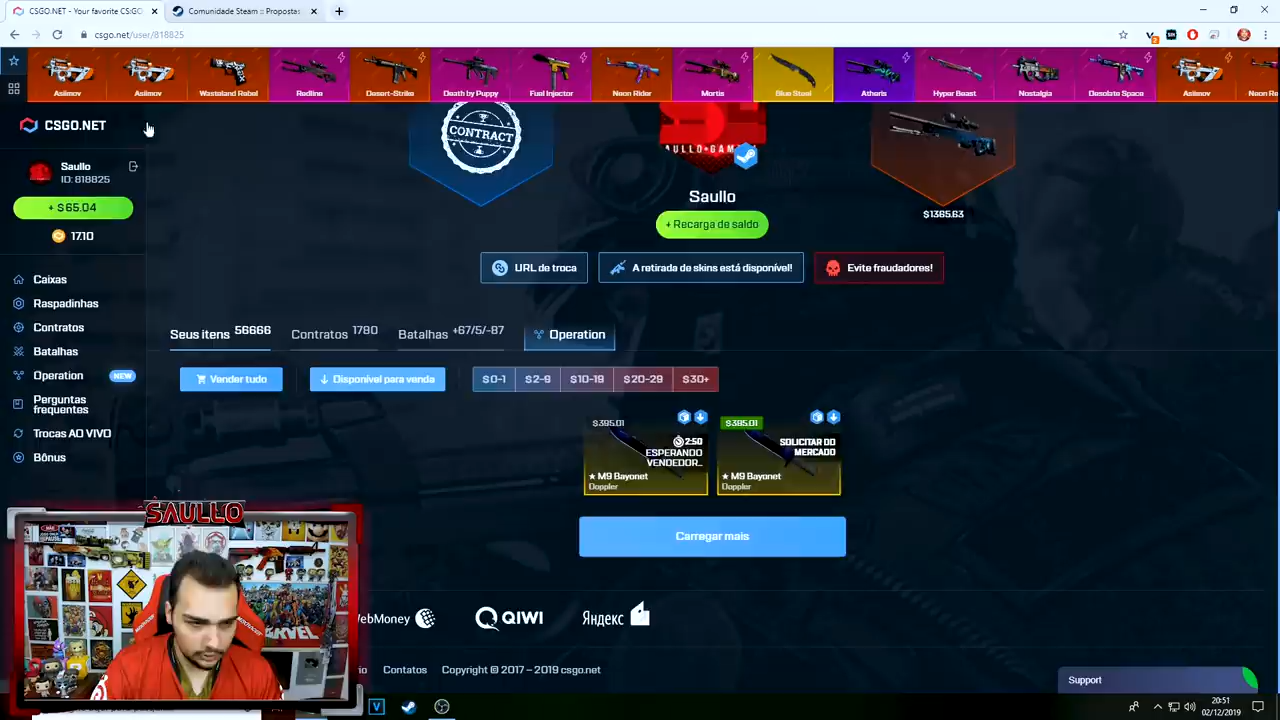 CSGO.NET - Your favorite CS:GO
Comunidade Steam :: Propostas
csgo.net/user/818825
Asiimov
Asiimov
Wasteland Rebel
Redline
Desert-Strike
Death by Puppy
Fuel Injector
Neon Rider
Mortis
Blue Steel
Atheris
Hyper Beast
Nostalgia
Desolate Space
Asiimov
CSGO.NET
Saullo
ID: 818825
+ $65.04
17.10
Caixas
Raspadinhas
Contratos
Batalhas
Operation NEW
Perguntas
frequentes
Trocas AO VIVO
Bônus
CONTRACT
Saullo
+ Recarga de saldo
$1365.63
URL de troca
A retirada de skins está disponível!
Evite fraudadores!
Seus itens 56666
Contratos 1780
Batalhas +67/5/-87
Operation
Vender tudo
Disponível para venda
$0-1
$2-9
$10-19
$20-29
$30+
$395.01
2:50
ESPERANDO
VENDEDOR...
★ M9 Bayonet
Doppler
$395.01
SOLICITAR DO
MERCADO
★ M9 Bayonet
Doppler
Carregar mais
SAULLO
MARVEL
WebMoney
QIWI
Яндекс
Contatos
Copyright © 2017 – 2019 csgo.net
Support
20:51
02/12/2019